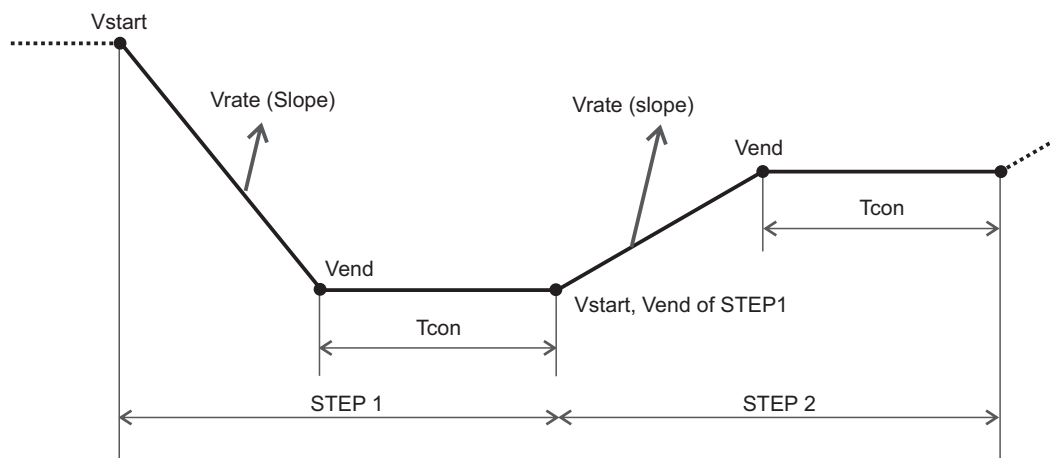 Vstart
Vrate (Slope)
Vrate (slope)
Vend
Tcon
Vend
Vstart, Vend of STEP1
Tcon
STEP 1
STEP 2